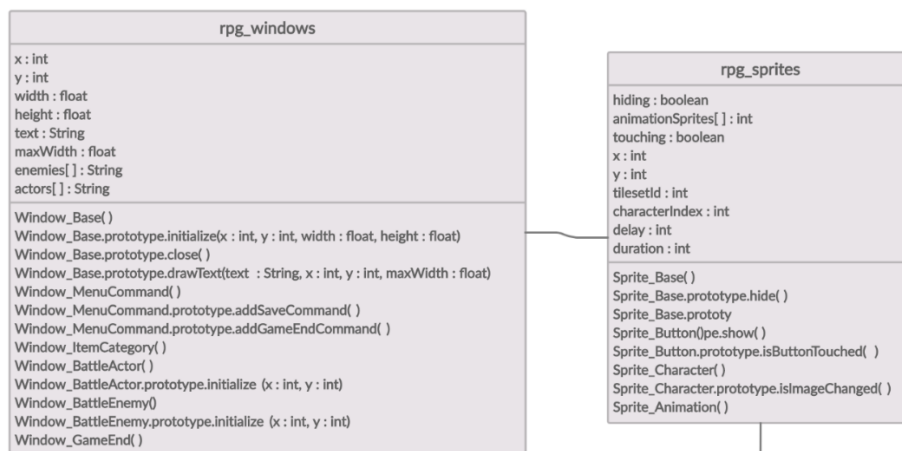 rpg_windows
x : int
y : int
width : float
height : float
text : String
maxWidth : float
enemies[ ] : String
actors[ ] : String
Window_Base( )
Window_Base.prototype.initialize(x : int, y : int, width : float, height : float)
Window_Base.prototype.close( )
Window_Base.prototype.drawText(text  : String, x : int, y : int, maxWidth : float)
Window_MenuCommand( )
Window_MenuCommand.prototype.addSaveCommand( )
Window_MenuCommand.prototype.addGameEndCommand( )
Window_ItemCategory( )
Window_BattleActor( )
Window_BattleActor.prototype.initialize (x : int, y : int)
Window_BattleEnemy()
Window_BattleEnemy.prototype.initialize (x : int, y : int)
Window_GameEnd( )
rpg_sprites
hiding : boolean
animationSprites[ ] : int
touching : boolean
x : int
y : int
tilesetId : int
characterIndex : int
delay : int
duration : int
Sprite_Base( )
Sprite_Base.prototype.hide( )
Sprite_Base.prototy
Sprite_Button()pe.show( )
Sprite_Button.prototype.isButtonTouched(  )
Sprite_Character( )
Sprite_Character.prototype.isImageChanged( )
Sprite_Animation( )